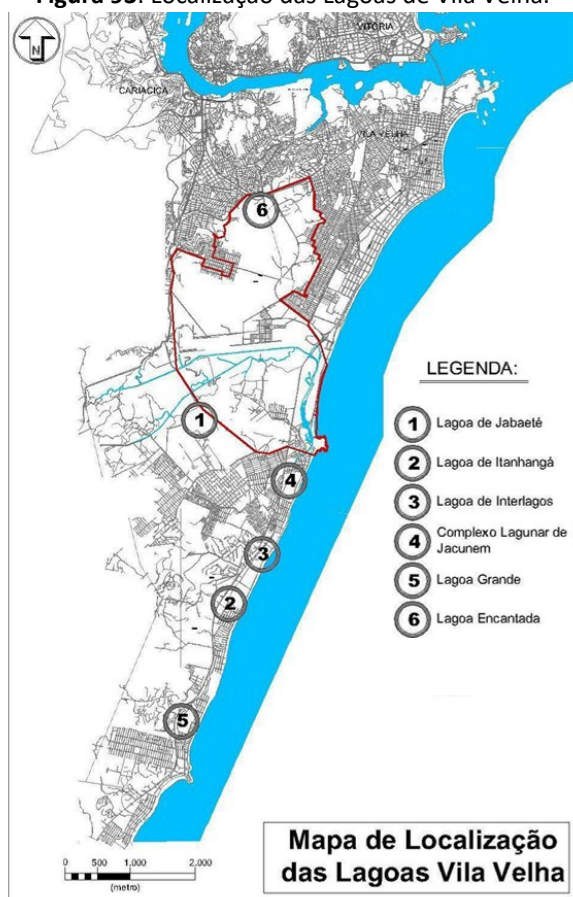 Figura 93: Localização das Lagoas de Vila Velha.
N
VITÓRIA
CARIACICA
VILA VELHA
6
1
4
3
2
5
LEGENDA:
1 Lagoa de Jabaeté
2 Lagoa de Itanhangá
3 Lagoa de Interlagos
4 Complexo Lagunar de
Jacunem
5 Lagoa Grande
6 Lagoa Encantada
0 500 1,000 2,000
(metro)
Mapa de Localização
das Lagoas Vila Velha